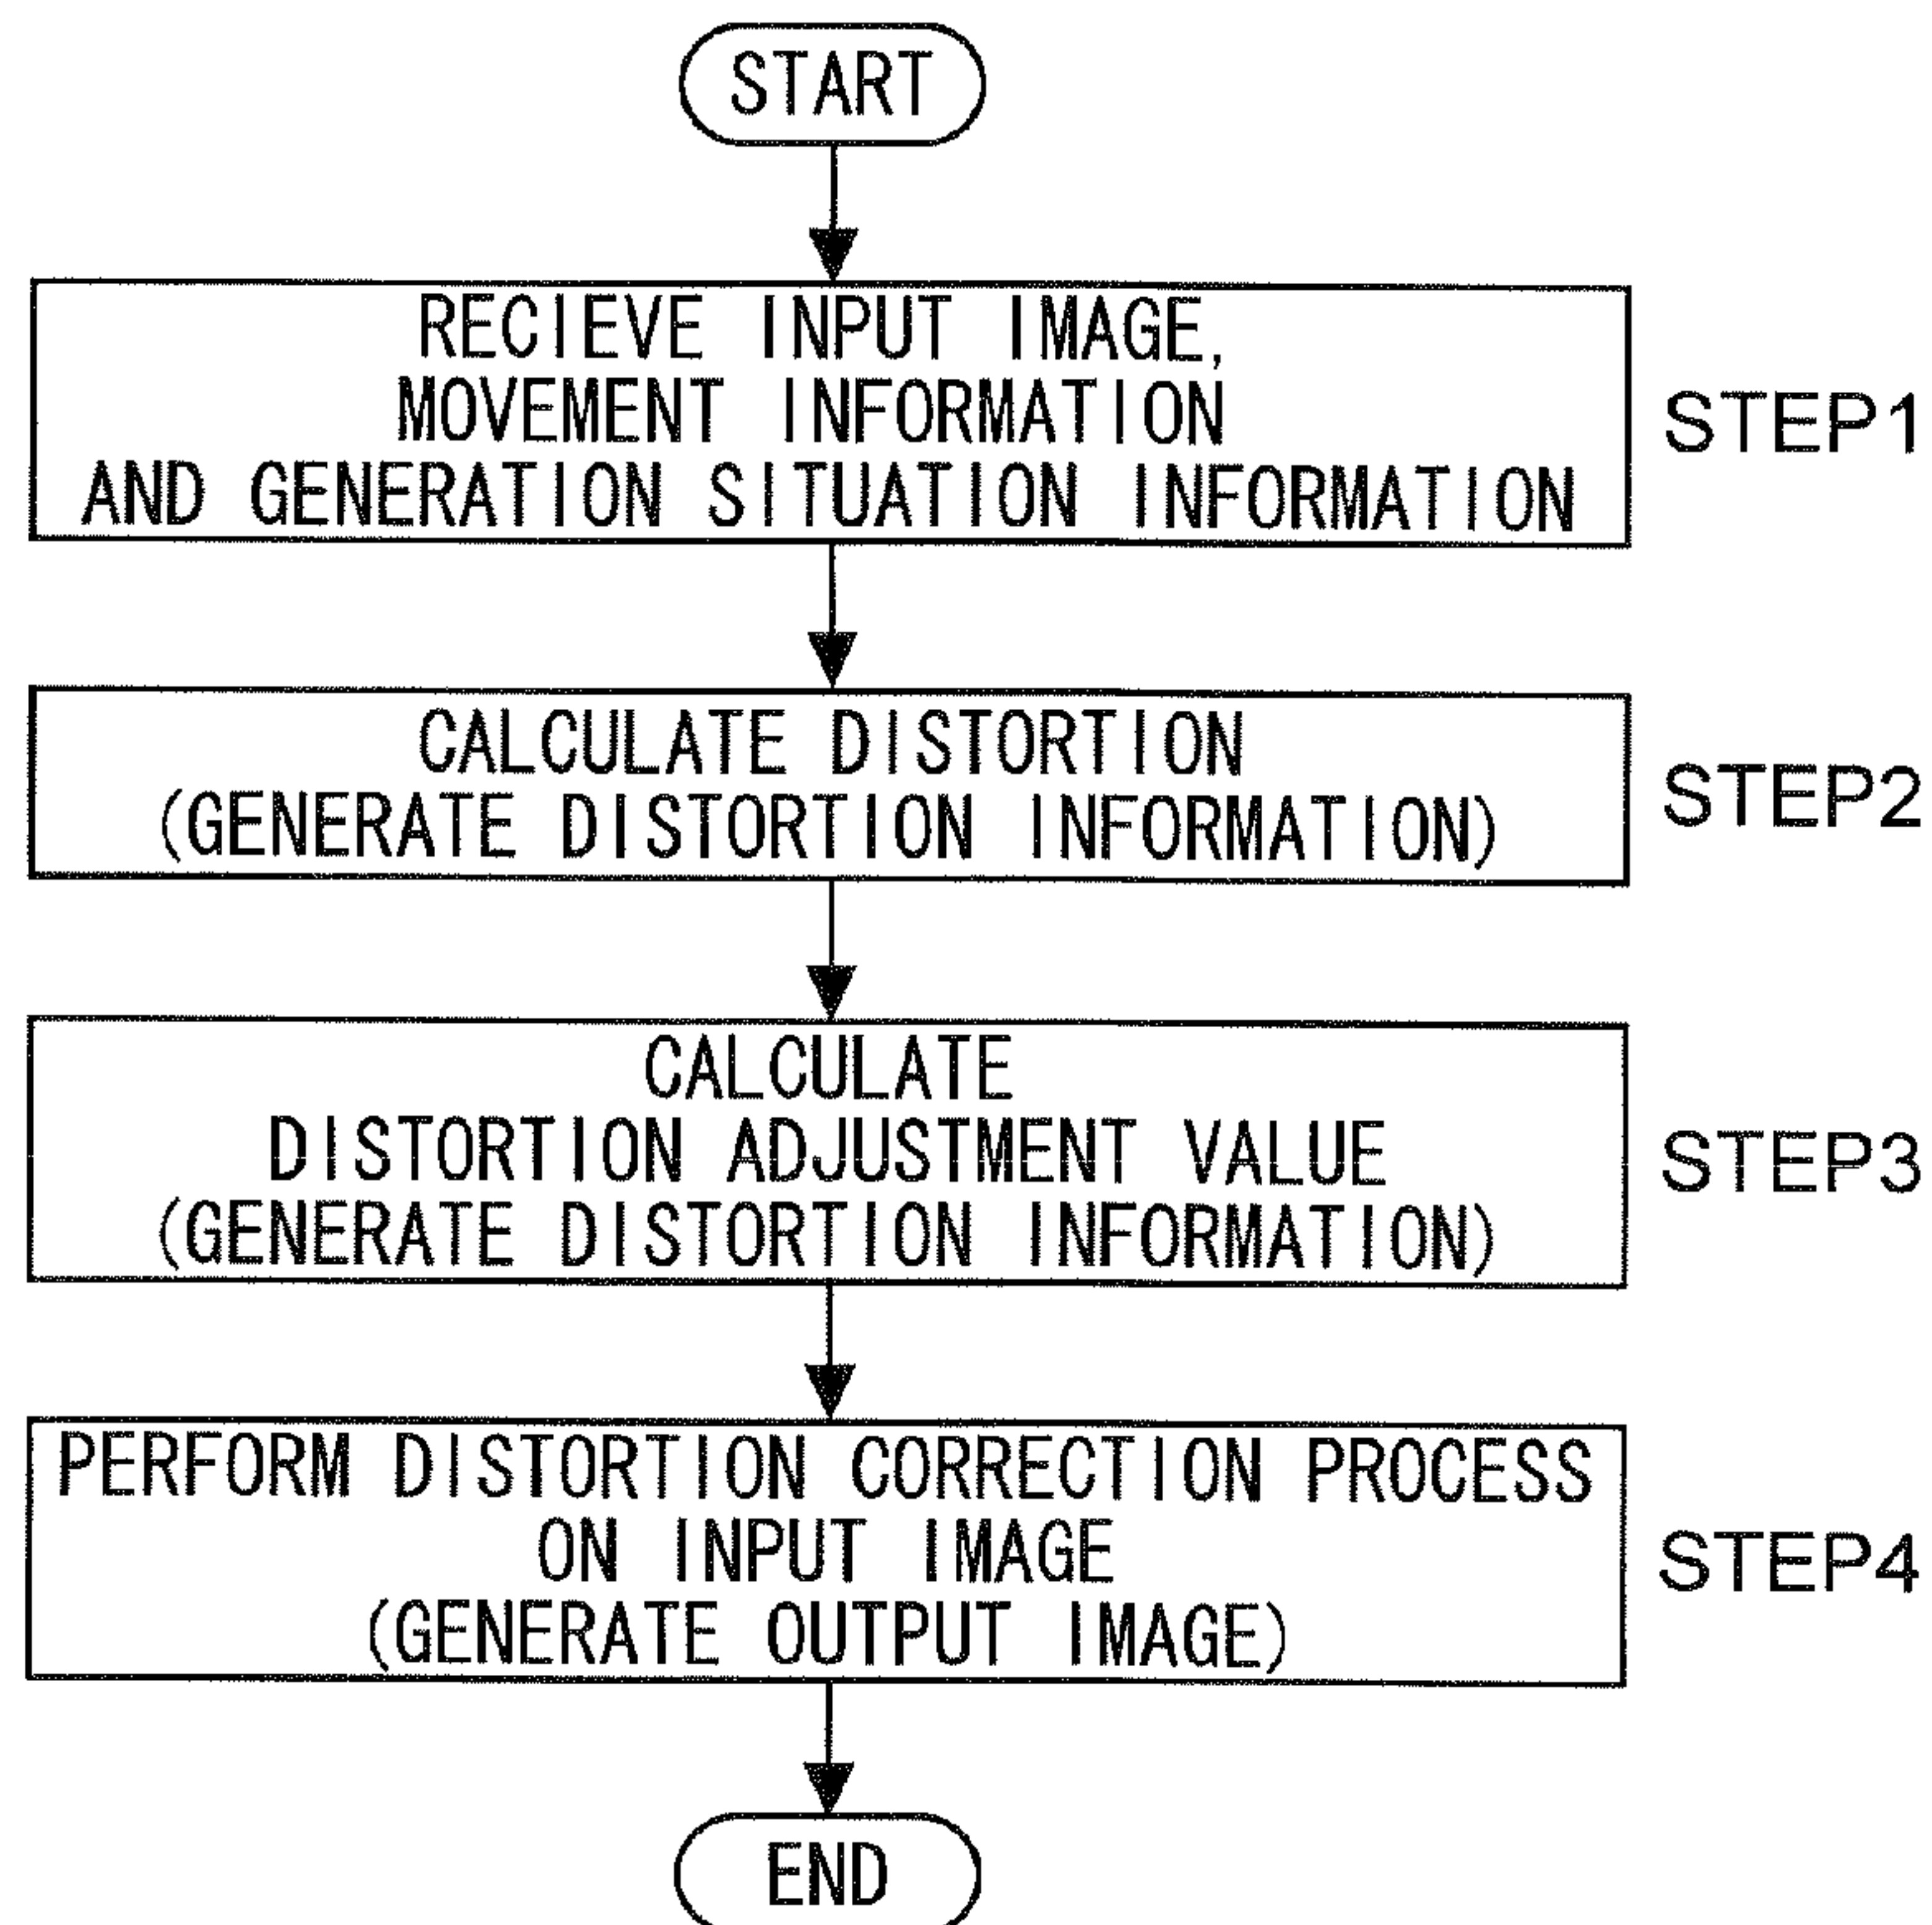 START
RECIEVE INPUT IMAGE,
MOVEMENT INFORMATION
AND GENERATION SITUATION INFORMATION
STEP1
CALCULATE DISTORTION
(GENERATE DISTORTION INFORMATION)
STEP2
CALCULATE
DISTORTION ADJUSTMENT VALUE
(GENERATE DISTORTION INFORMATION)
STEP3
PERFORM DISTORTION CORRECTION PROCESS
ON INPUT IMAGE
(GENERATE OUTPUT IMAGE)
STEP4
END